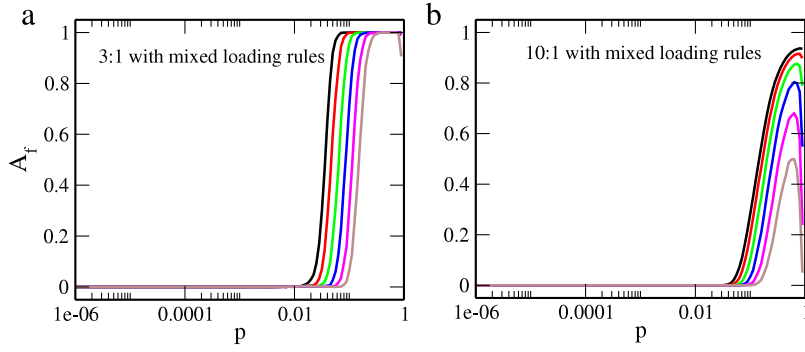 a
3:1 with mixed loading rules
A_f
1
0.8
0.6
0.4
0.2
0
1e-06
0.0001
0.01
1
p
b
10:1 with mixed loading rules
1
0.8
0.6
0.4
0.2
0
1e-06
0.0001
0.01
1
p